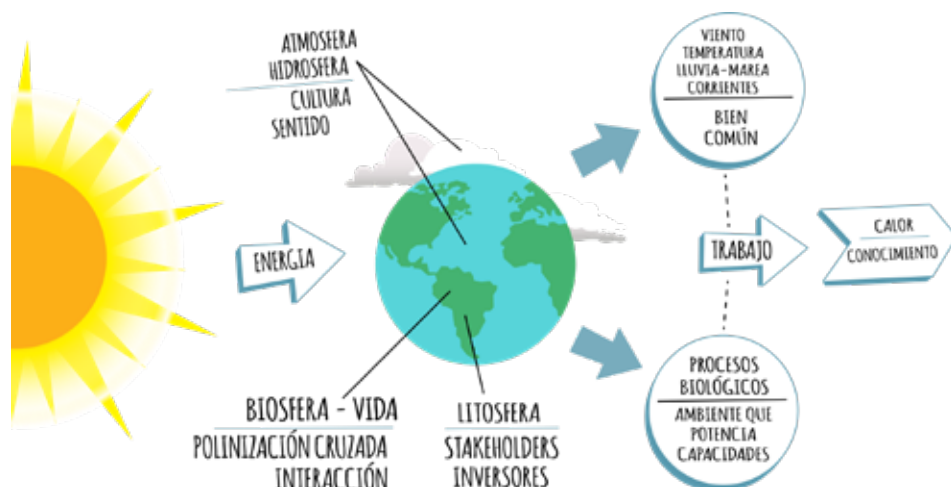 ATMOSFERA
HIDROSFERA
CULTURA
SENTIDO
VIENTO
TEMPERATURA
LLUVIA-MAREA
CORRIENTES
BIEN
COMÚN
ENERGIA
TRABAJO
CALOR
CONOCIMIENTO
BIOSFERA - VIDA
POLINIZACIÓN CRUZADA
INTERACCIÓN
LITOSFERA
STAKEHOLDERS
INVERSORES
PROCESOS
BIOLÓGICOS
AMBIENTE QUE
POTENCIA
CAPACIDADES